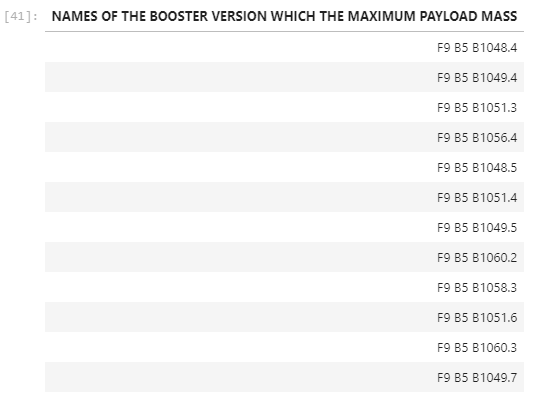 [41]: NAMES OF THE BOOSTER VERSION WHICH THE MAXIMUM PAYLOAD MASS
F9 B5 B1048.4
F9 B5 B1049.4
F9 B5 B1051.3
F9 B5 B1056.4
F9 B5 B1048.5
F9 B5 B1051.4
F9 B5 B1049.5
F9 B5 B1060.2
F9 B5 B1058.3
F9 B5 B1051.6
F9 B5 B1060.3
F9 B5 B1049.7